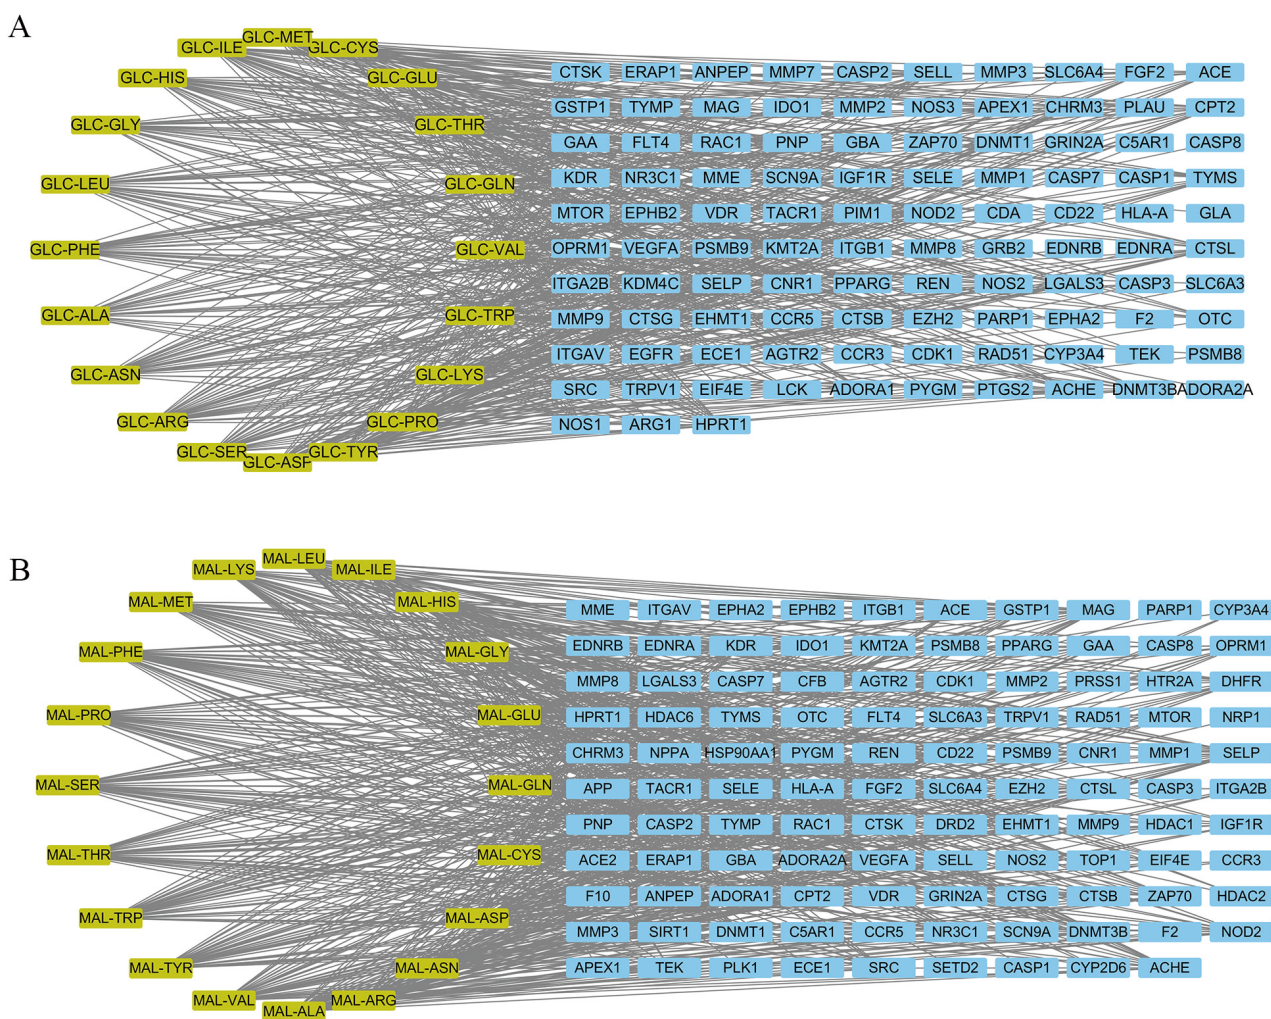 A
GLC-MET
GLC-ILE
GLC-CYS
GLC-HIS
GLC-GLU
GLC-GLY
GLC-THR
GLC-LEU
GLC-GLN
GLC-PHE
GLC-VAL
GLC-ALA
GLC-TRP
GLC-ASN
GLC-LYS
GLC-ARG
GLC-PRO
GLC-SER
GLC-TYR
GLC-ASP
CTSK ERAP1 ANPEP MMP7 CASP2 SELL MMP3 SLC6A4 FGF2 ACE
GSTP1 TYMP MAG IDO1 MMP2 NOS3 APEX1 CHRM3 PLAU CPT2
GAA FLT4 RAC1 PNP GBA ZAP70 DNMT1 GRIN2A C5AR1 CASP8
KDR NR3C1 MME SCN9A IGF1R SELE MMP1 CASP7 CASP1 TYMS
MTOR EPHB2 VDR TACR1 PIM1 NOD2 CDA CD22 HLA-A GLA
OPRM1 VEGFA PSMB9 KMT2A ITGB1 MMP8 GRB2 EDNRB EDNRA CTSL
ITGA2B KDM4C SELP CNR1 PPARG REN NOS2 LGALS3 CASP3 SLC6A3
MMP9 CTSG EHMT1 CCR5 CTSB EZH2 PARP1 EPHA2 F2 OTC
ITGAV EGFR ECE1 AGTR2 CCR3 CDK1 RAD51 CYP3A4 TEK PSMB8
SRC TRPV1 EIF4E LCK ADORA1 PYGM PTGS2 ACHE DNMT3B ADORA2A
NOS1 ARG1 HPRT1
B
MAL-LEU
MAL-LYS
MAL-ILE
MAL-MET
MAL-HIS
MAL-PHE
MAL-GLY
MAL-PRO
MAL-GLU
MAL-SER
MAL-GLN
MAL-THR
MAL-CYS
MAL-TRP
MAL-ASP
MAL-TYR
MAL-ASN
MAL-VAL
MAL-ARG
MAL-ALA
MME ITGAV EPHA2 EPHB2 ITGB1 ACE GSTP1 MAG PARP1 CYP3A4
EDNRB EDNRA KDR IDO1 KMT2A PSMB8 PPARG GAA CASP8 OPRM1
MMP8 LGALS3 CASP7 CFB AGTR2 CDK1 MMP2 PRSS1 HTR2A DHFR
HPRT1 HDAC6 TYMS OTC FLT4 SLC6A3 TRPV1 RAD51 MTOR NRP1
CHRM3 NPPA HSP90AA1 PYGM REN CD22 PSMB9 CNR1 MMP1 SELP
APP TACR1 SELE HLA-A FGF2 SLC6A4 EZH2 CTSL CASP3 ITGA2B
PNP CASP2 TYMP RAC1 CTSK DRD2 EHMT1 MMP9 HDAC1 IGF1R
ACE2 ERAP1 GBA ADORA2A VEGFA SELL NOS2 TOP1 EIF4E CCR3
F10 ANPEP ADORA1 CPT2 VDR GRIN2A CTSG CTSB ZAP70 HDAC2
MMP3 SIRT1 DNMT1 C5AR1 CCR5 NR3C1 SCN9A DNMT3B F2 NOD2
APEX1 TEK PLK1 ECE1 SRC SETD2 CASP1 CYP2D6 ACHE